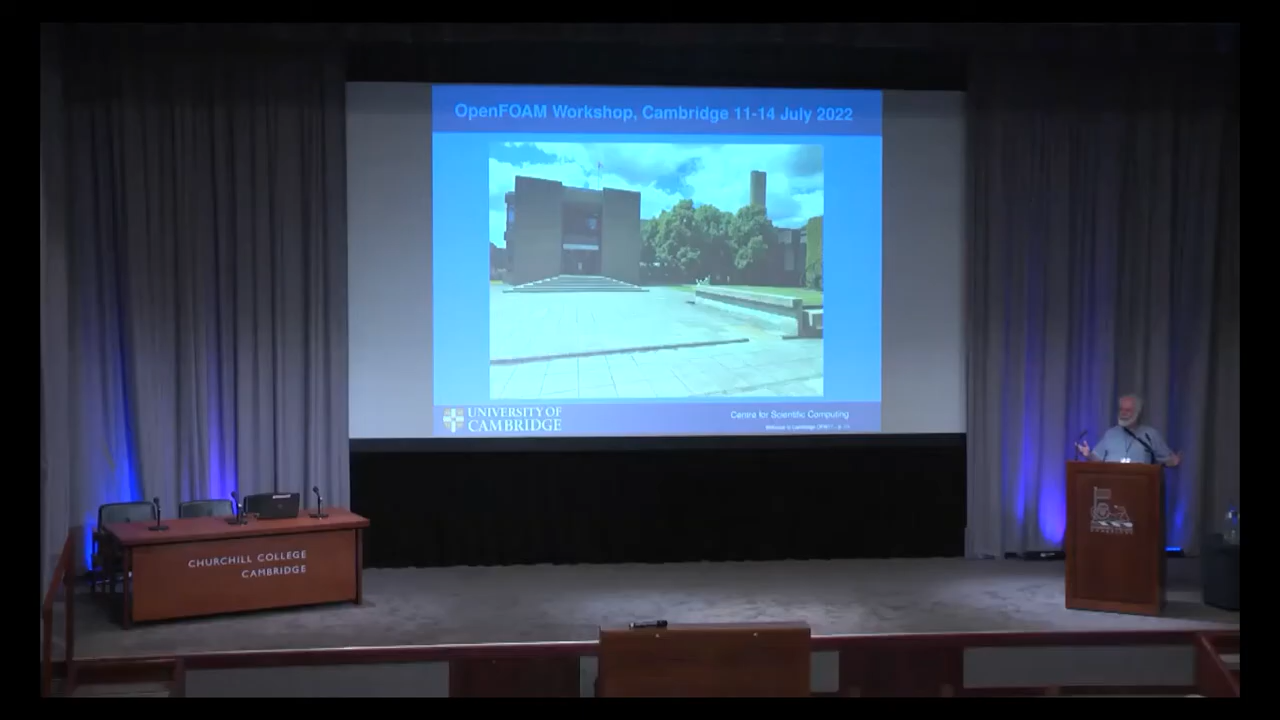 OpenFOAM Workshop, Cambridge 11-14 July 2022
UNIVERSITY OF
CAMBRIDGE
Centre for Scientific Computing
CHURCHILL COLLEGE
CAMBRIDGE